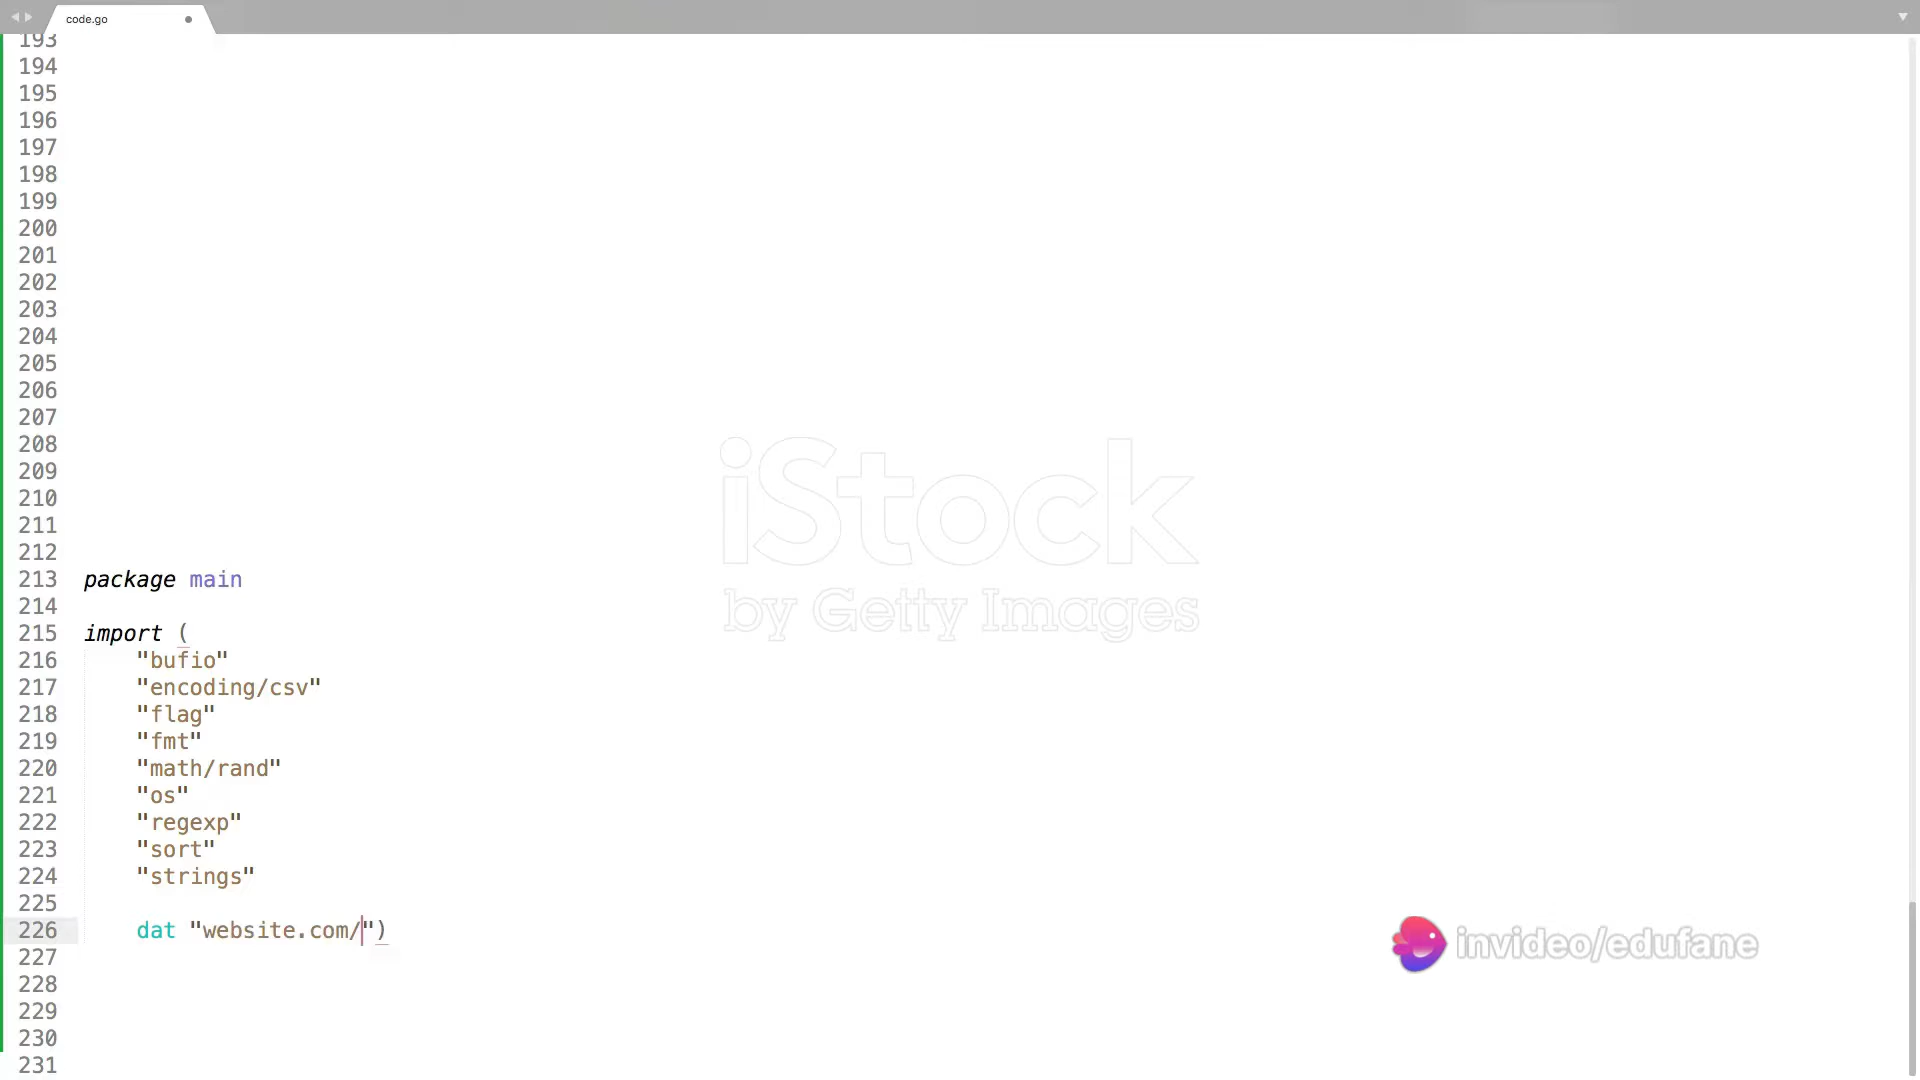 code.go
193
194
195
196
197
198
199
200
201
202
203
204
205
206
207
208
209
210
211
212
213 package main
214
215 import (
216 "bufio"
217 "encoding/csv"
218 "flag"
219 "fmt"
220 "math/rand"
221 "os"
222 "regexp"
223 "sort"
224 "strings"
225
226 dat "website.com/")
227
228
229
230
231
iStock
by Getty Images
invideo/edufane